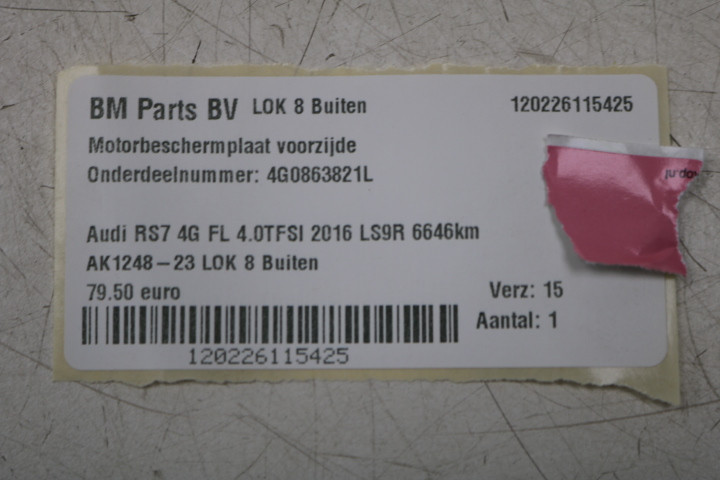 BM Parts BV LOK 8 Buiten 120226115425
Motorbeschermplaat voorzijde
Onderdeelnummer: 4G0863821L
Audi RS7 4G FL 4.0TFSI 2016 LS9R 6646km
AK1248-23 LOK 8 Buiten
79.50 euro Verz: 15
Aantal: 1
120226115425